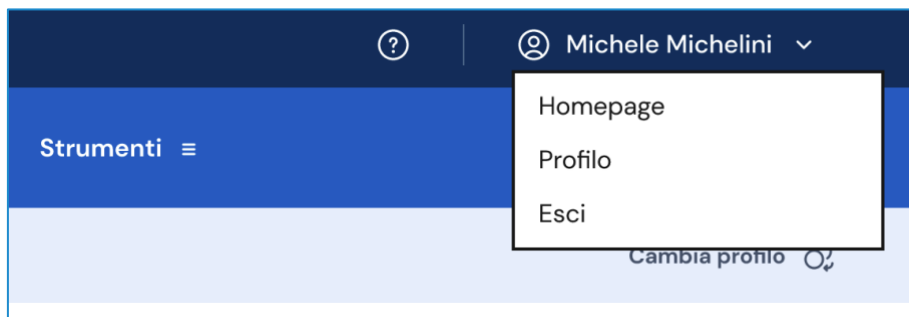 Michele Michelini
Homepage
Strumenti
Profilo
Esci
Cambia profilo